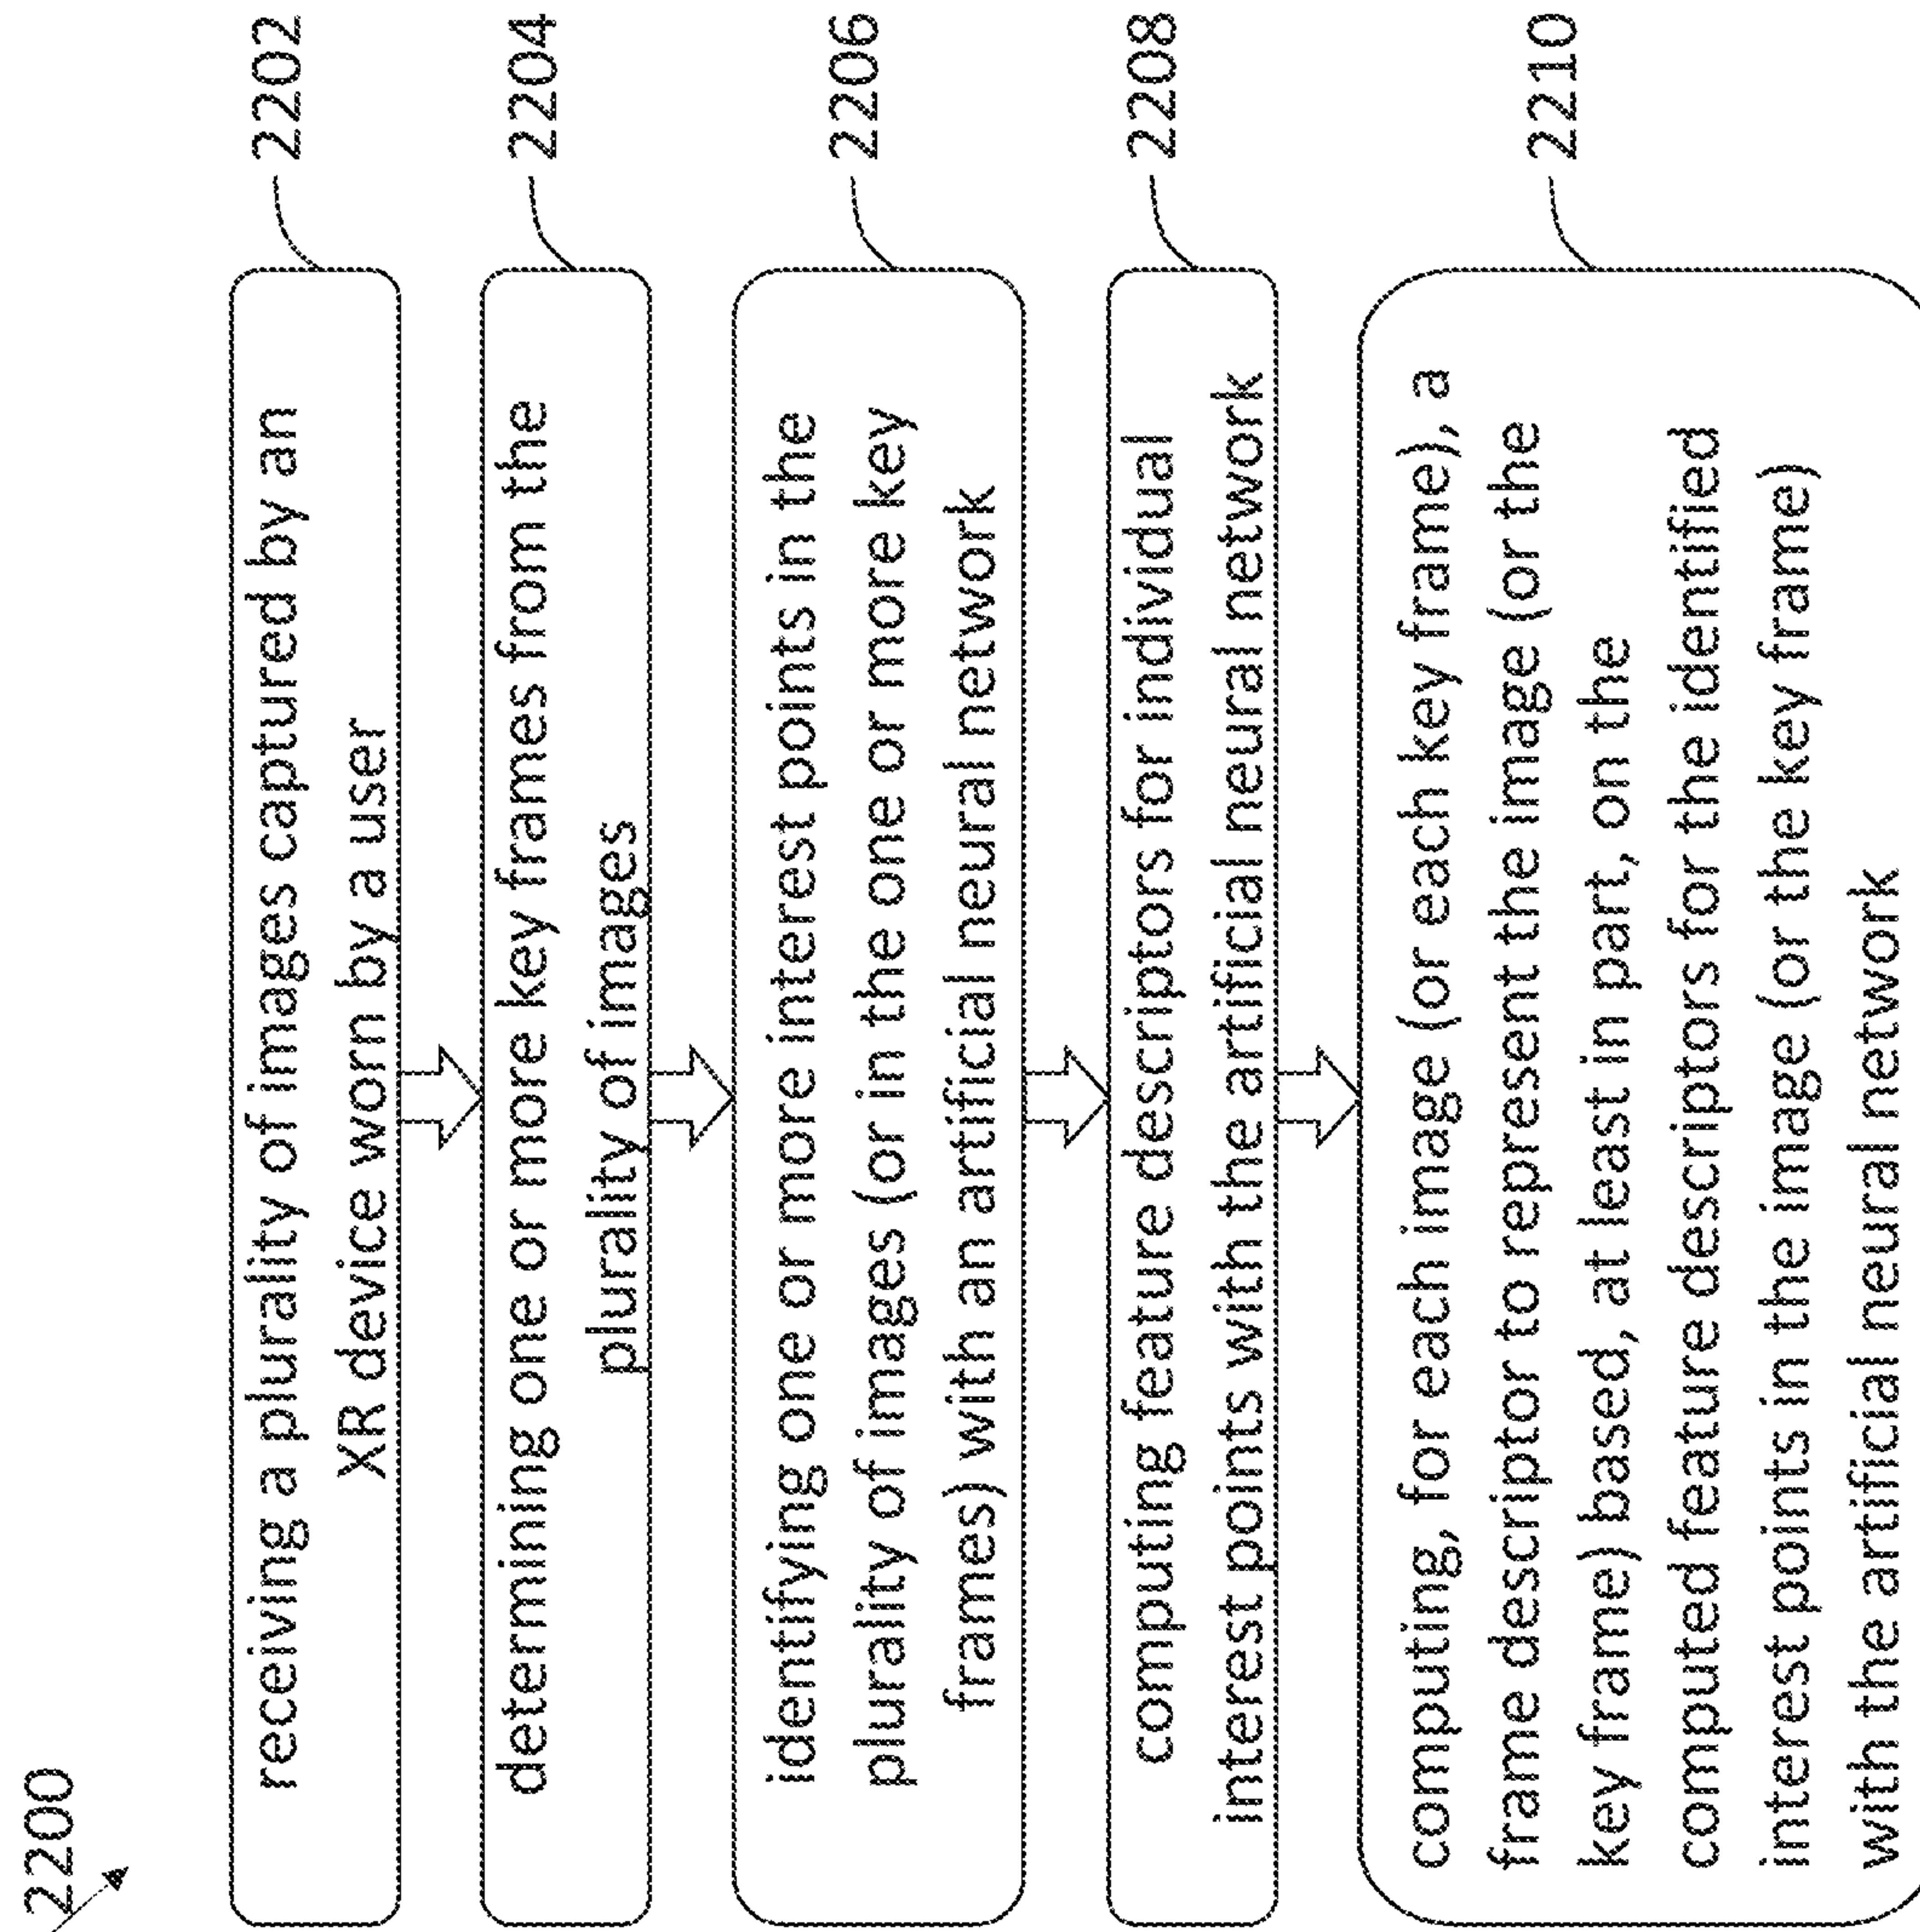 2200
receiving a plurality of images captured by an
XR device worn by a user
2202
determining one or more key frames from the
plurality of images
2204
identifying one or more interest points in the
plurality of images (or in the one or more key
frames) with an artificial neural network
2206
computing feature descriptors for individual
interest points with the artificial neural network
2208
computing, for each image (or each key frame), a
frame descriptor to represent the image (or the
key frame) based, at least in part, on the
computed feature descriptors for the identified
interest points in the image (or the key frame)
with the artificial neural network
2210